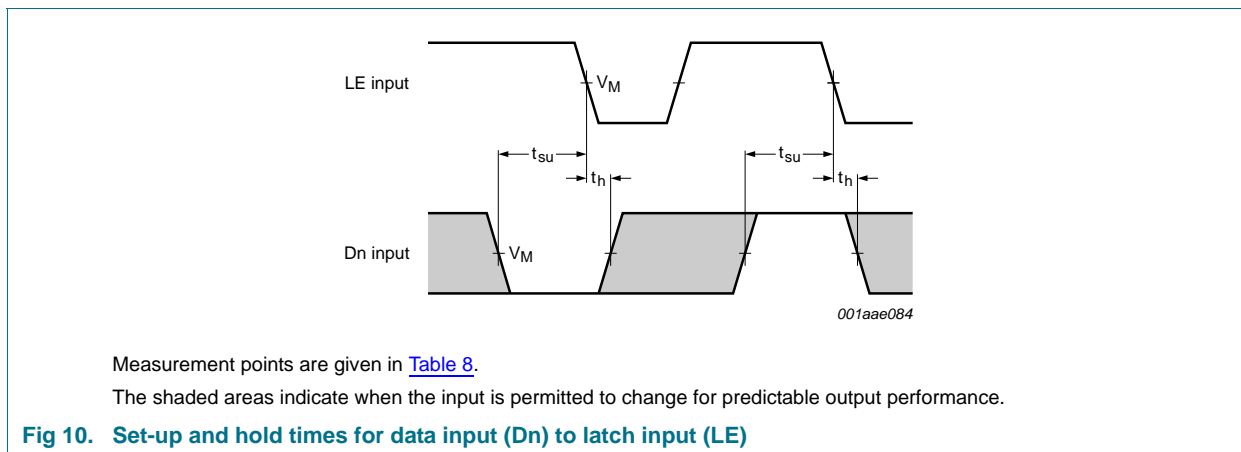 LE input
VM
tsu
tsu
th
th
Dn input
VM
001aae084
Measurement points are given in Table 8.
The shaded areas indicate when the input is permitted to change for predictable output performance.
Fig 10. Set-up and hold times for data input (Dn) to latch input (LE)